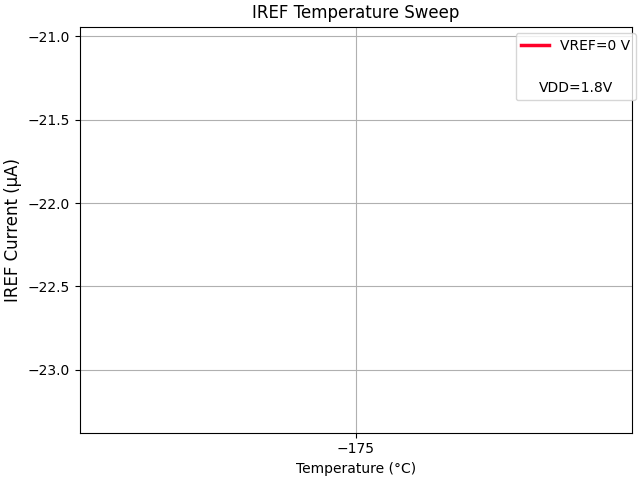 IREF Temperature Sweep
VREF=0 V
VDD=1.8V
IREF Current (µA)
−21.0
−21.5
−22.0
−22.5
−23.0
−175
Temperature (°C)